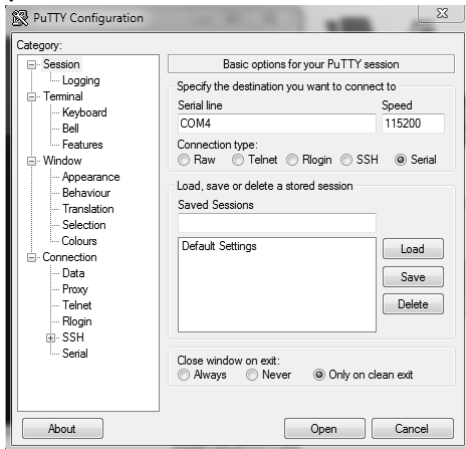 PuTTY Configuration
Category:
Session
Logging
Terminal
Keyboard
Bell
Features
Window
Appearance
Behaviour
Translation
Selection
Colours
Connection
Data
Proxy
Telnet
Rlogin
SSH
Serial
Basic options for your PuTTY session
Specify the destination you want to connect to
Serial line Speed
COM4 115200
Connection type:
Raw Telnet Rlogin SSH Serial
Load, save or delete a stored session
Saved Sessions
Default Settings
Load
Save
Delete
Close window on exit:
Always Never Only on clean exit
About Open Cancel